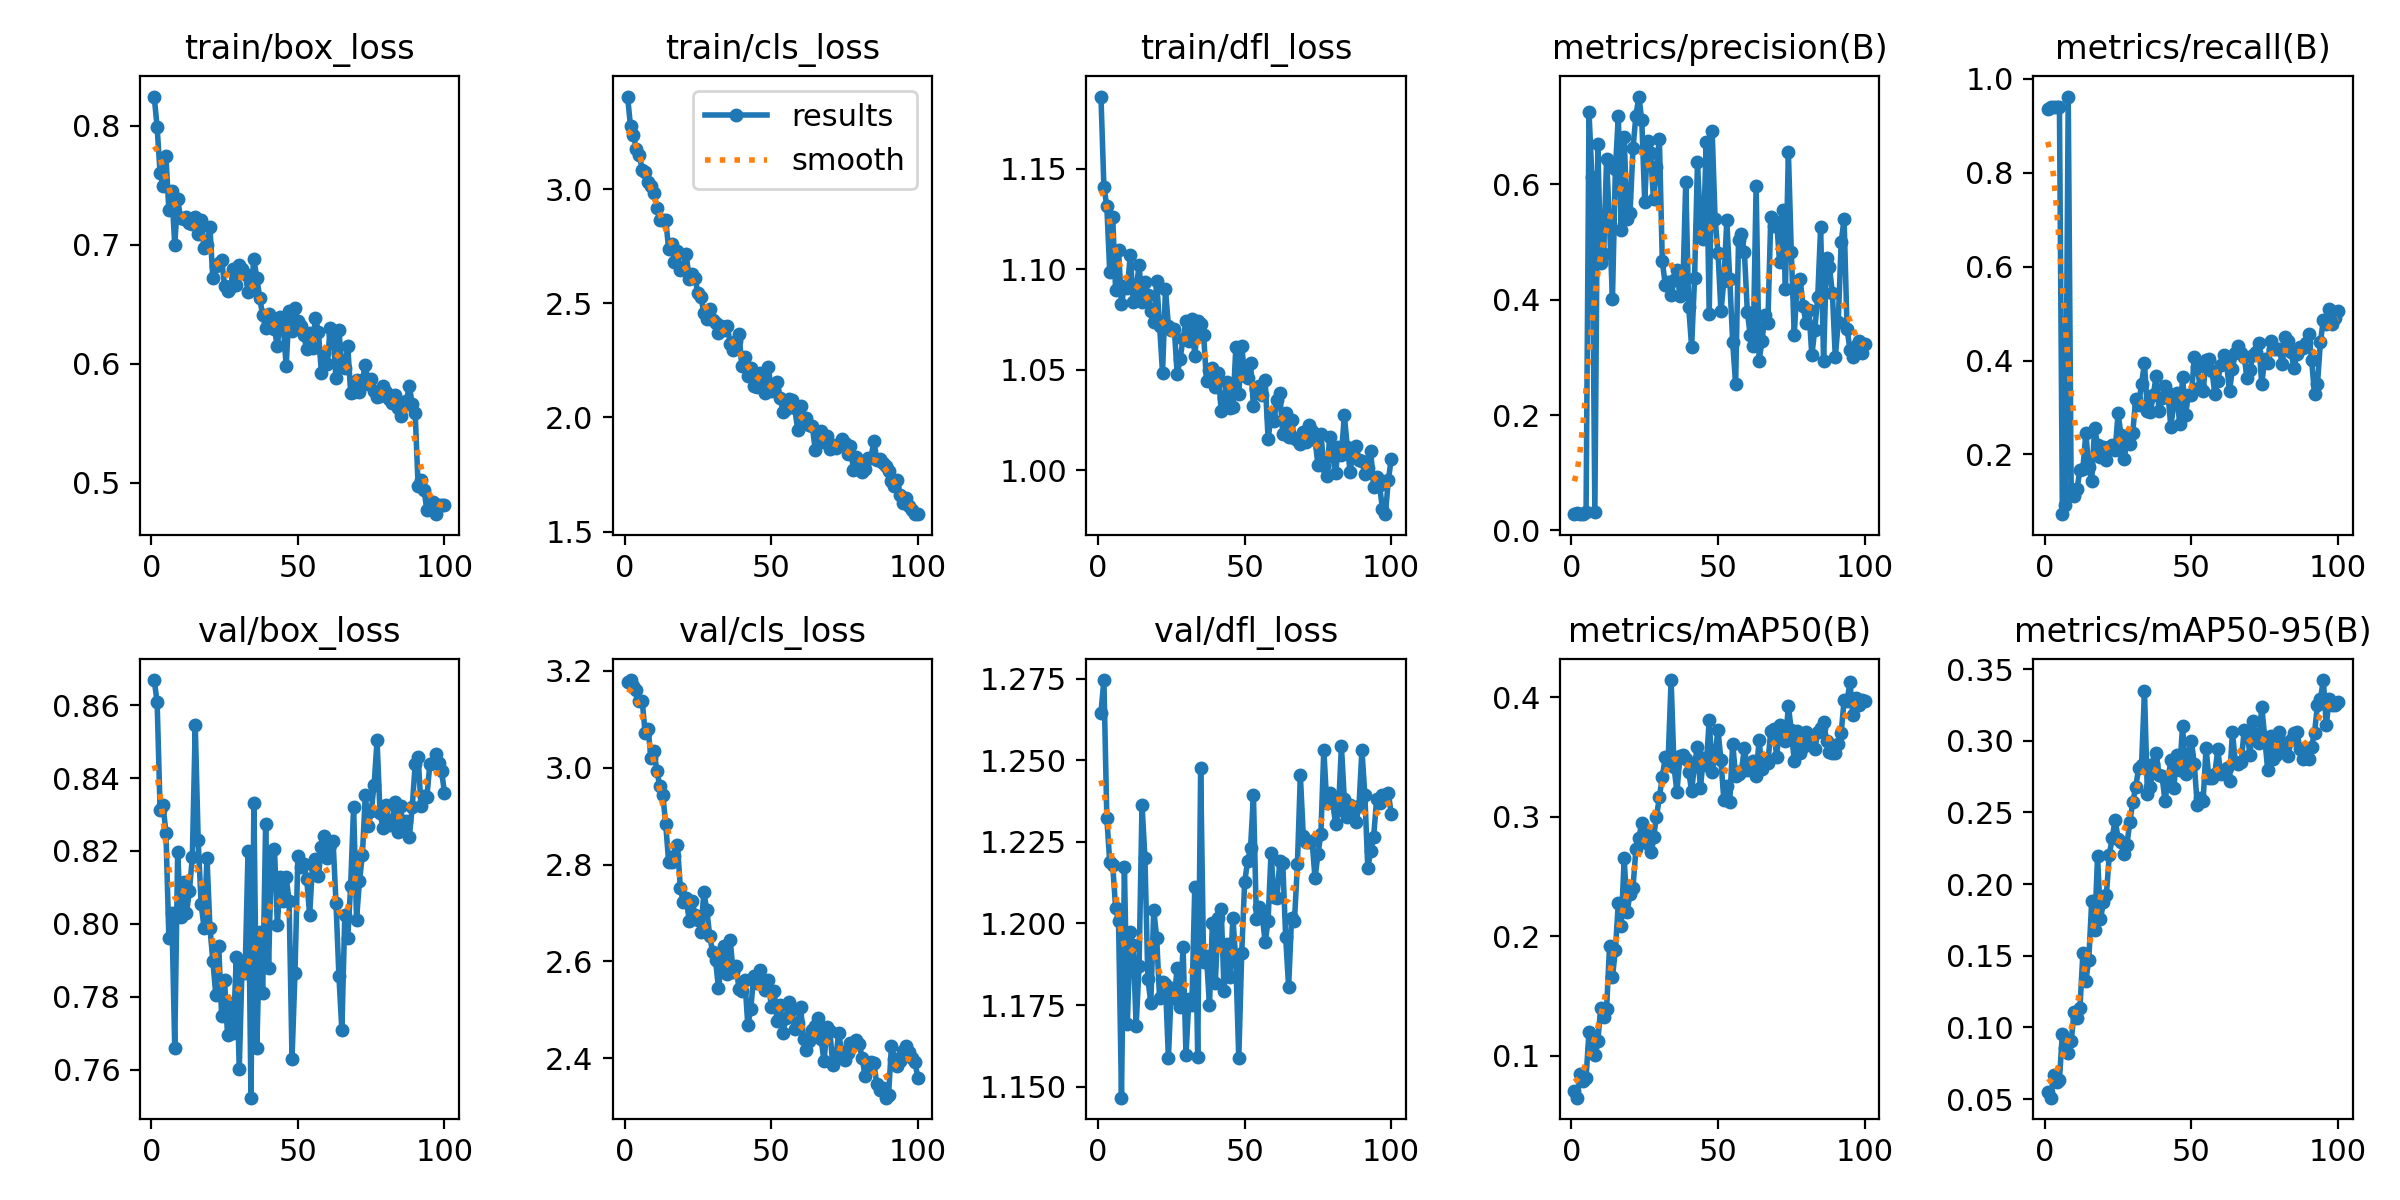 train/box_loss
0.8
0.7
0.6
0.5
0 50 100
train/cls_loss
results
smooth
3.0
2.5
2.0
1.5
0 50 100
train/dfl_loss
1.15
1.10
1.05
1.00
0 50 100
metrics/precision(B)
0.6
0.4
0.2
0.0
0 50 100
metrics/recall(B)
1.0
0.8
0.6
0.4
0.2
0 50 100
val/box_loss
0.86
0.84
0.82
0.80
0.78
0.76
0 50 100
val/cls_loss
3.2
3.0
2.8
2.6
2.4
0 50 100
val/dfl_loss
1.275
1.250
1.225
1.200
1.175
1.150
0 50 100
metrics/mAP50(B)
0.4
0.3
0.2
0.1
0 50 100
metrics/mAP50-95(B)
0.35
0.30
0.25
0.20
0.15
0.10
0.05
0 50 100